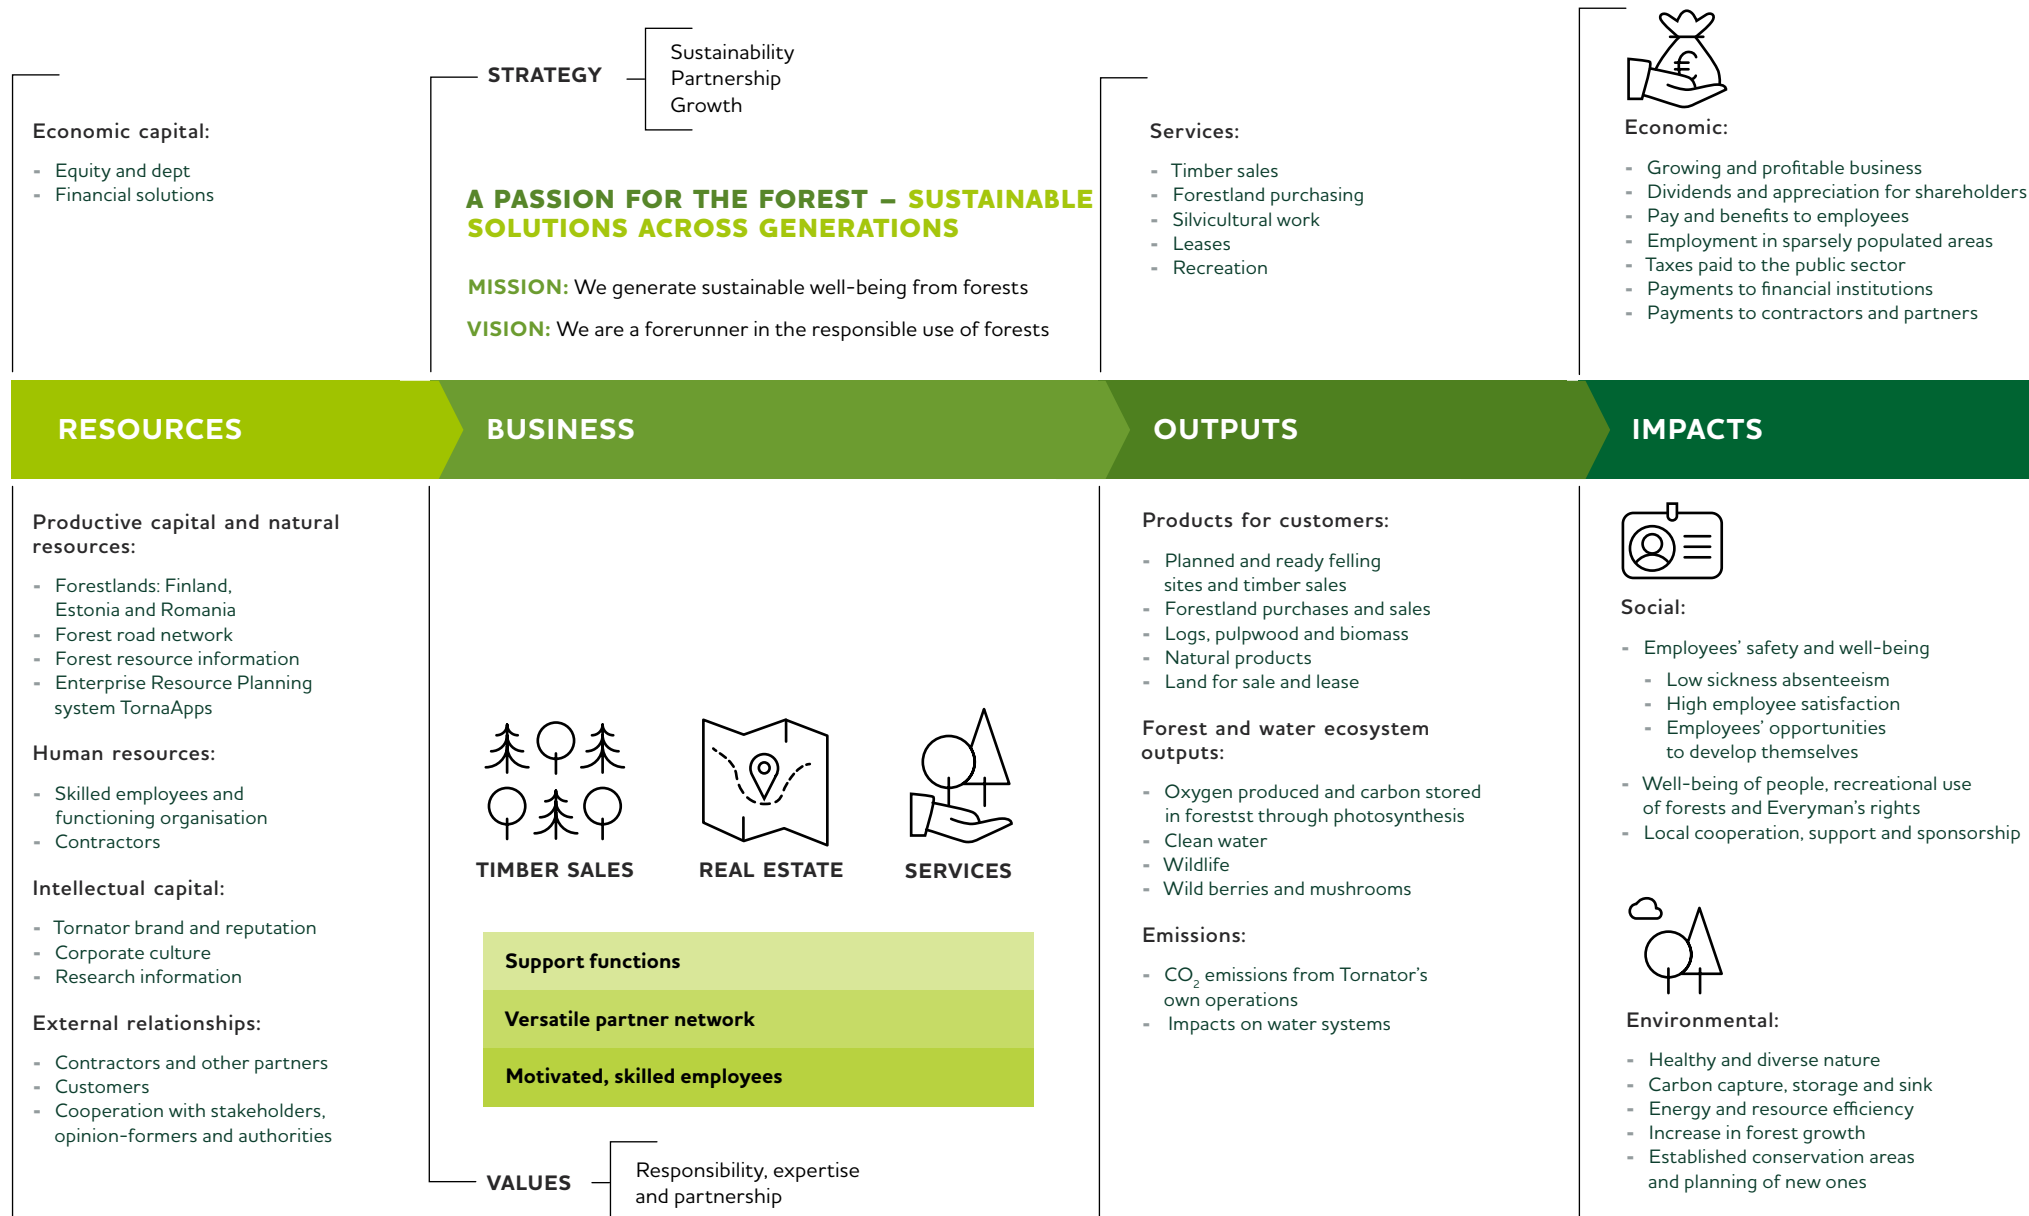 Economic capital:
- Equity and dept
- Financial solutions
STRATEGY
Sustainability
Partnership
Growth
A PASSION FOR THE FOREST – SUSTAINABLE
SOLUTIONS ACROSS GENERATIONS
MISSION: We generate sustainable well-being from forests
VISION: We are a forerunner in the responsible use of forests
Services:
- Timber sales
- Forestland purchasing
- Silvicultural work
- Leases
- Recreation
€
Economic:
- Growing and profitable business
- Dividends and appreciation for shareholders
- Pay and benefits to employees
- Employment in sparsely populated areas
- Taxes paid to the public sector
- Payments to financial institutions
- Payments to contractors and partners
RESOURCES
BUSINESS
OUTPUTS
IMPACTS
Productive capital and natural
resources:
- Forestlands: Finland,
Estonia and Romania
- Forest road network
- Forest resource information
- Enterprise Resource Planning
system TornaApps
Human resources:
- Skilled employees and
functioning organisation
- Contractors
Intellectual capital:
- Tornator brand and reputation
- Corporate culture
- Research information
External relationships:
- Contractors and other partners
- Customers
- Cooperation with stakeholders,
opinion-formers and authorities
TIMBER SALES
REAL ESTATE
SERVICES
Support functions
Versatile partner network
Motivated, skilled employees
VALUES
Responsibility, expertise
and partnership
Products for customers:
- Planned and ready felling
sites and timber sales
- Forestland purchases and sales
- Logs, pulpwood and biomass
- Natural products
- Land for sale and lease
Forest and water ecosystem
outputs:
- Oxygen produced and carbon stored
in forestst through photosynthesis
- Clean water
- Wildlife
- Wild berries and mushrooms
Emissions:
- CO₂ emissions from Tornator’s
own operations
- Impacts on water systems
Social:
- Employees’ safety and well-being
- Low sickness absenteeism
- High employee satisfaction
- Employees’ opportunities
to develop themselves
- Well-being of people, recreational use
of forests and Everyman’s rights
- Local cooperation, support and sponsorship
Environmental:
- Healthy and diverse nature
- Carbon capture, storage and sink
- Energy and resource efficiency
- Increase in forest growth
- Established conservation areas
and planning of new ones